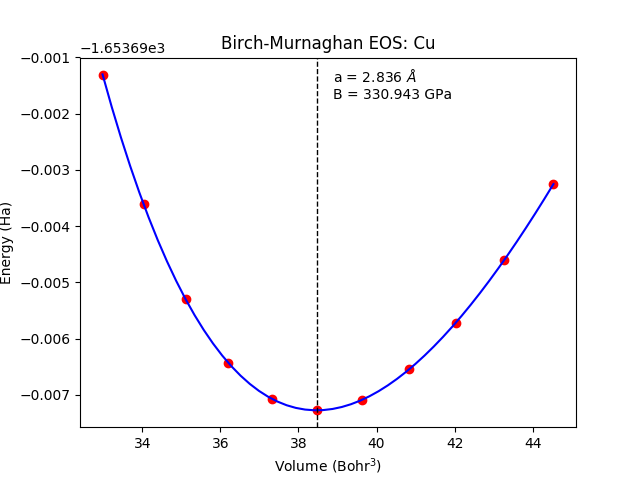 Birch-Murnaghan EOS: Cu
−1.65369e3
a = 2.836 Å
B = 330.943 GPa
−0.001
−0.002
−0.003
−0.004
−0.005
−0.006
−0.007
Energy (Ha)
34
36
38
40
42
44
Volume (Bohr³)